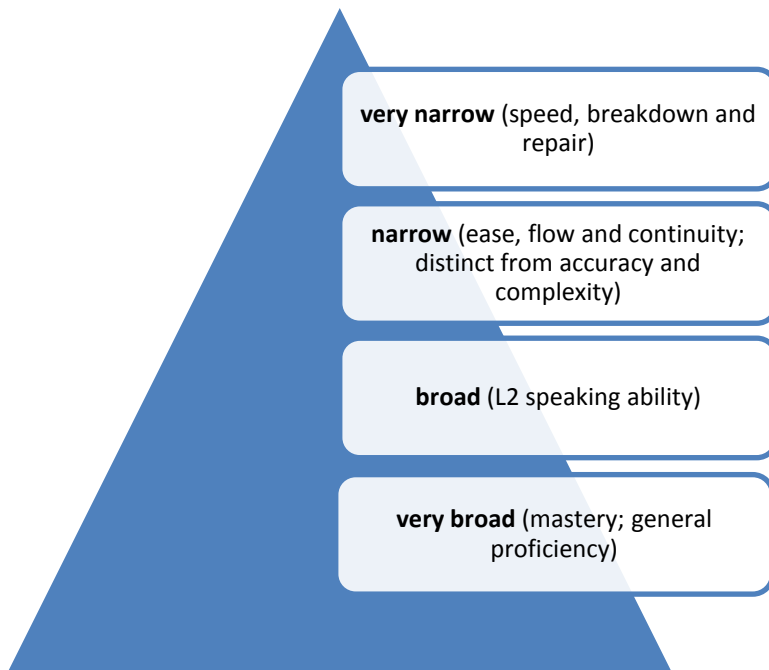 very narrow (speed, breakdown and
repair)
narrow (ease, flow and continuity;
distinct from accuracy and
complexity)
broad (L2 speaking ability)
very broad (mastery; general
proficiency)